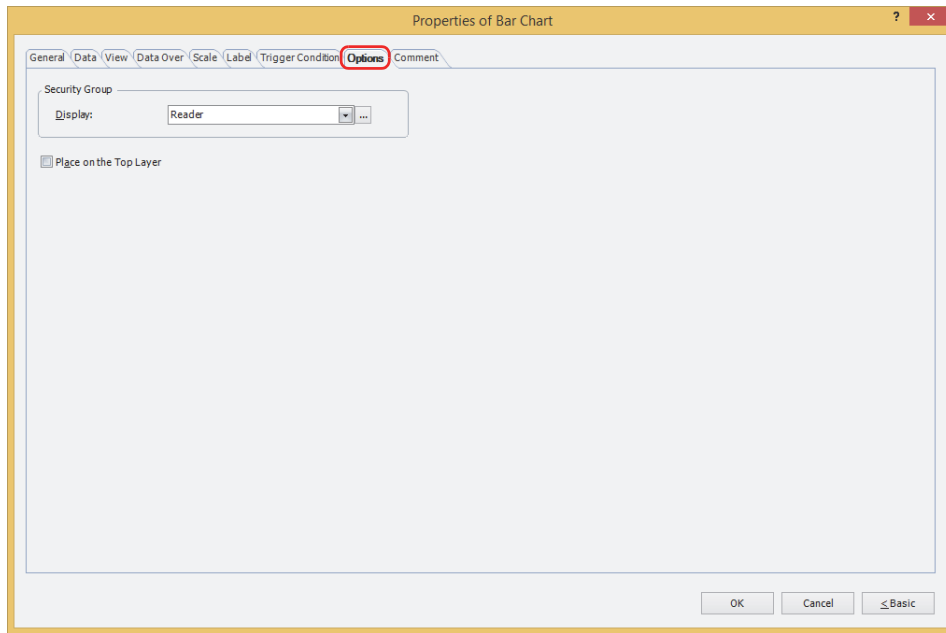 Properties of Bar Chart ? ×
General Data View Data Over Scale Label Trigger Condition Options Comment
Security Group
Display: Reader ...
Place on the Top Layer
OK Cancel < Basic